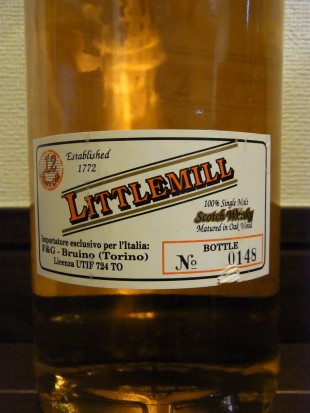 12
Established
1772
LITTLEMILL
100% Single Malt
Scotch Whisky
Matured in Oak Wood
Importatore esclusivo per l'Italia:
F&G - Bruino (Torino)
Licenza UTIF 724 TO
BOTTLE
No 0148